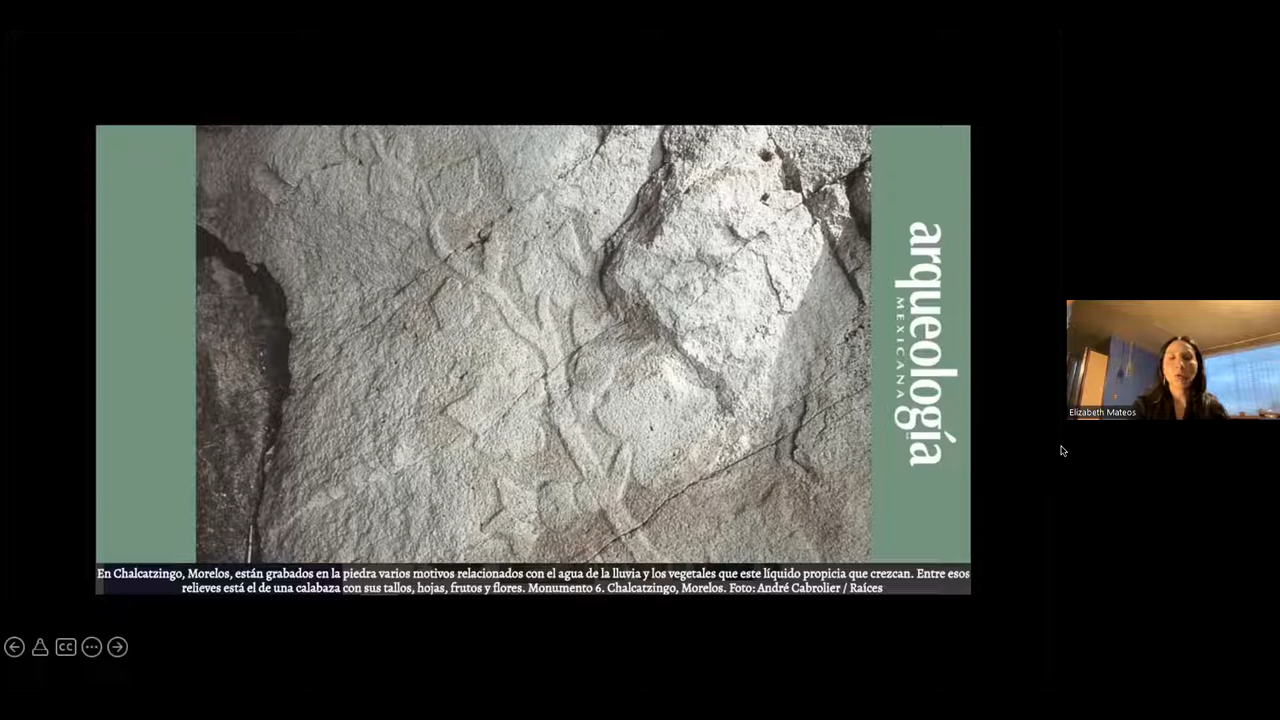 arqueología
MEXICANA
Elizabeth Mateos
En Chalcatzingo, Morelos, están grabados en la piedra varios motivos relacionados con el agua de la lluvia y los vegetales que este líquido propicia que crezcan. Entre esos
relieves está el de una calabaza con sus tallos, hojas, frutos y flores. Monumento 6. Chalcatzingo, Morelos. Foto: André Cabrolier / Raíces
CC